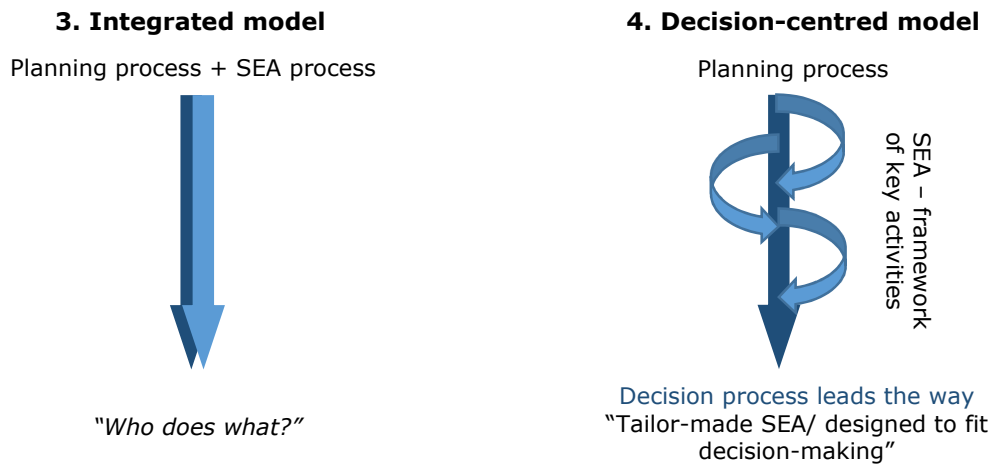 3. Integrated model
Planning process + SEA process
“Who does what?”
4. Decision-centred model
Planning process
SEA – framework
of key activities
Decision process leads the way
“Tailor-made SEA/ designed to fit
decision-making”